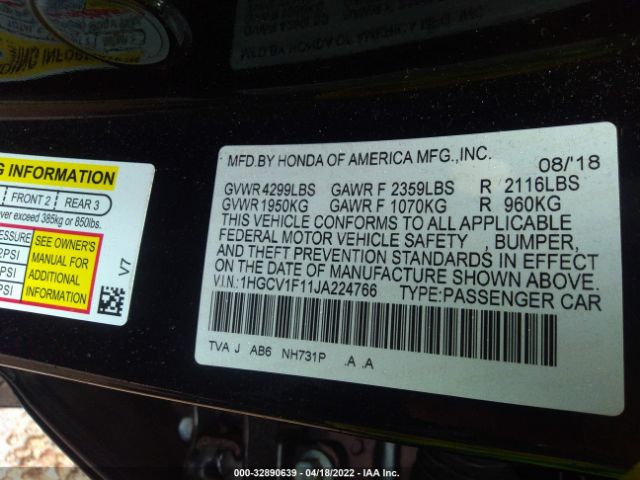 MFD.BY HONDA OF AMERICA MFG.,INC. 08/'18
GVWR 4299LBS GAWR F 2359LBS R 2116LBS
GVWR 1950KG GAWR F 1070KG R 960KG
THIS VEHICLE CONFORMS TO ALL APPLICABLE
FEDERAL MOTOR VEHICLE SAFETY , BUMPER,
AND THEFT PREVENTION STANDARDS IN EFFECT
ON THE DATE OF MANUFACTURE SHOWN ABOVE.
V.I.N.:1HGCV1F11JA224766 TYPE:PASSENGER CAR
TVA J AB6 NH731P .A .A
INFORMATION
FRONT 2 REAR 3
exceed 385kg or 850lbs.
SEE OWNER'S
MANUAL FOR
ADDITIONAL
INFORMATION
PSI
PSI
V7
000-32890639 - 04/18/2022 - IAA Inc.